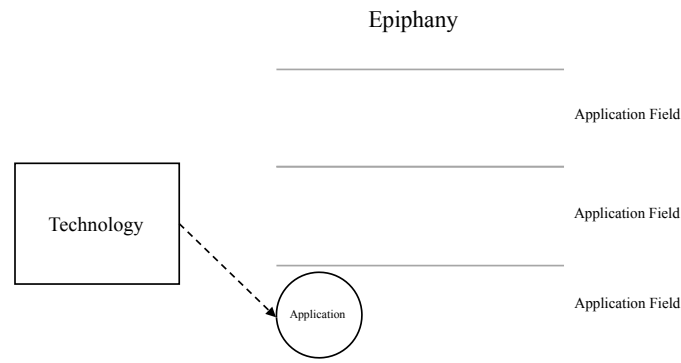 Epiphany
Application Field
Technology
Application Field
Application
Application Field